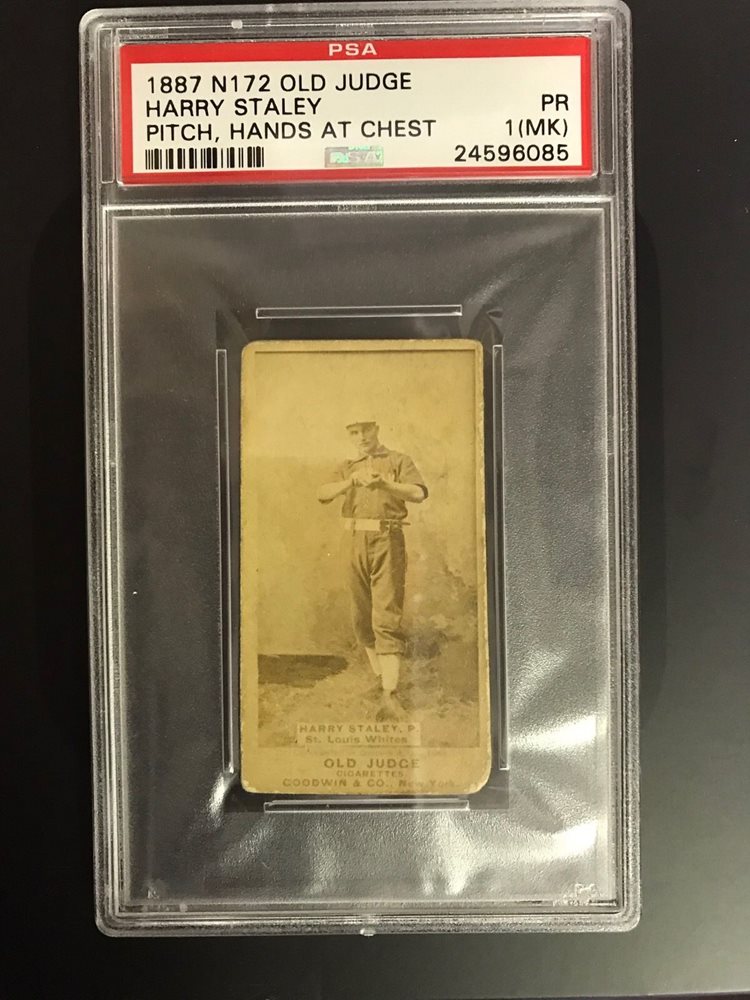 PSA
1887 N172 OLD JUDGE
HARRY STALEY PR
PITCH, HANDS AT CHEST 1(MK)
24596085
HARRY STALEY, P.
St. Louis Whites
OLD JUDGE
CIGARETTES
GOODWIN & CO., New York.